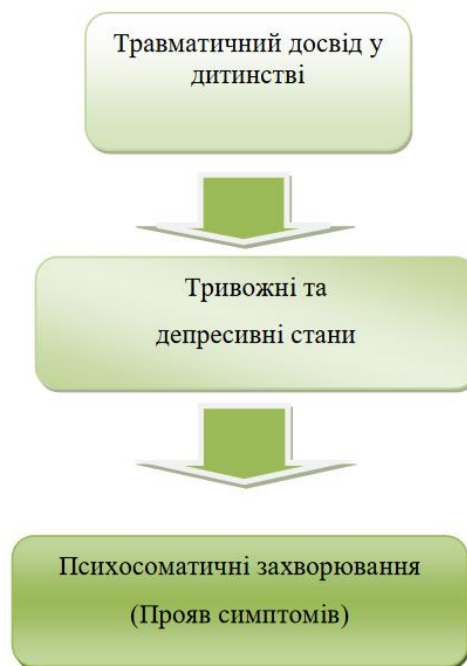 Травматичний досвід у
дитинстві
Тривожні та
депресивні стани
Психосоматичні захворювання
(Прояв симптомів)